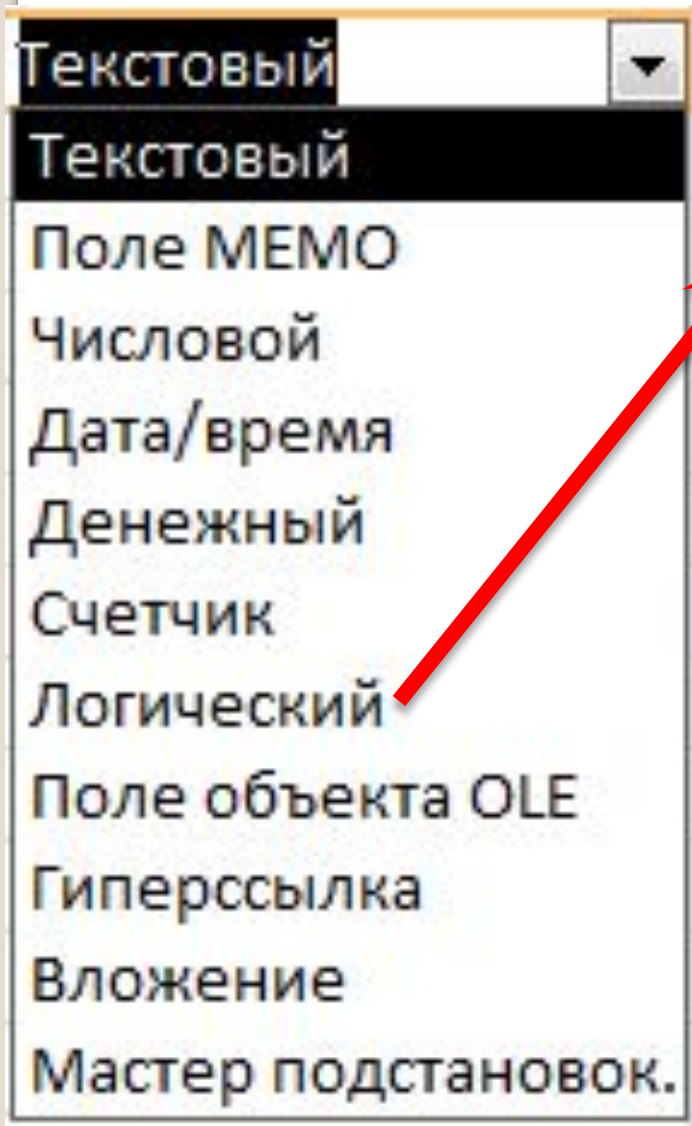 Текстовый
Текстовый
Поле МЕМО
Числовой
Дата/время
Денежный
Счетчик
Логический
Поле объекта OLE
Гиперссылка
Вложение
Мастер подстановок.